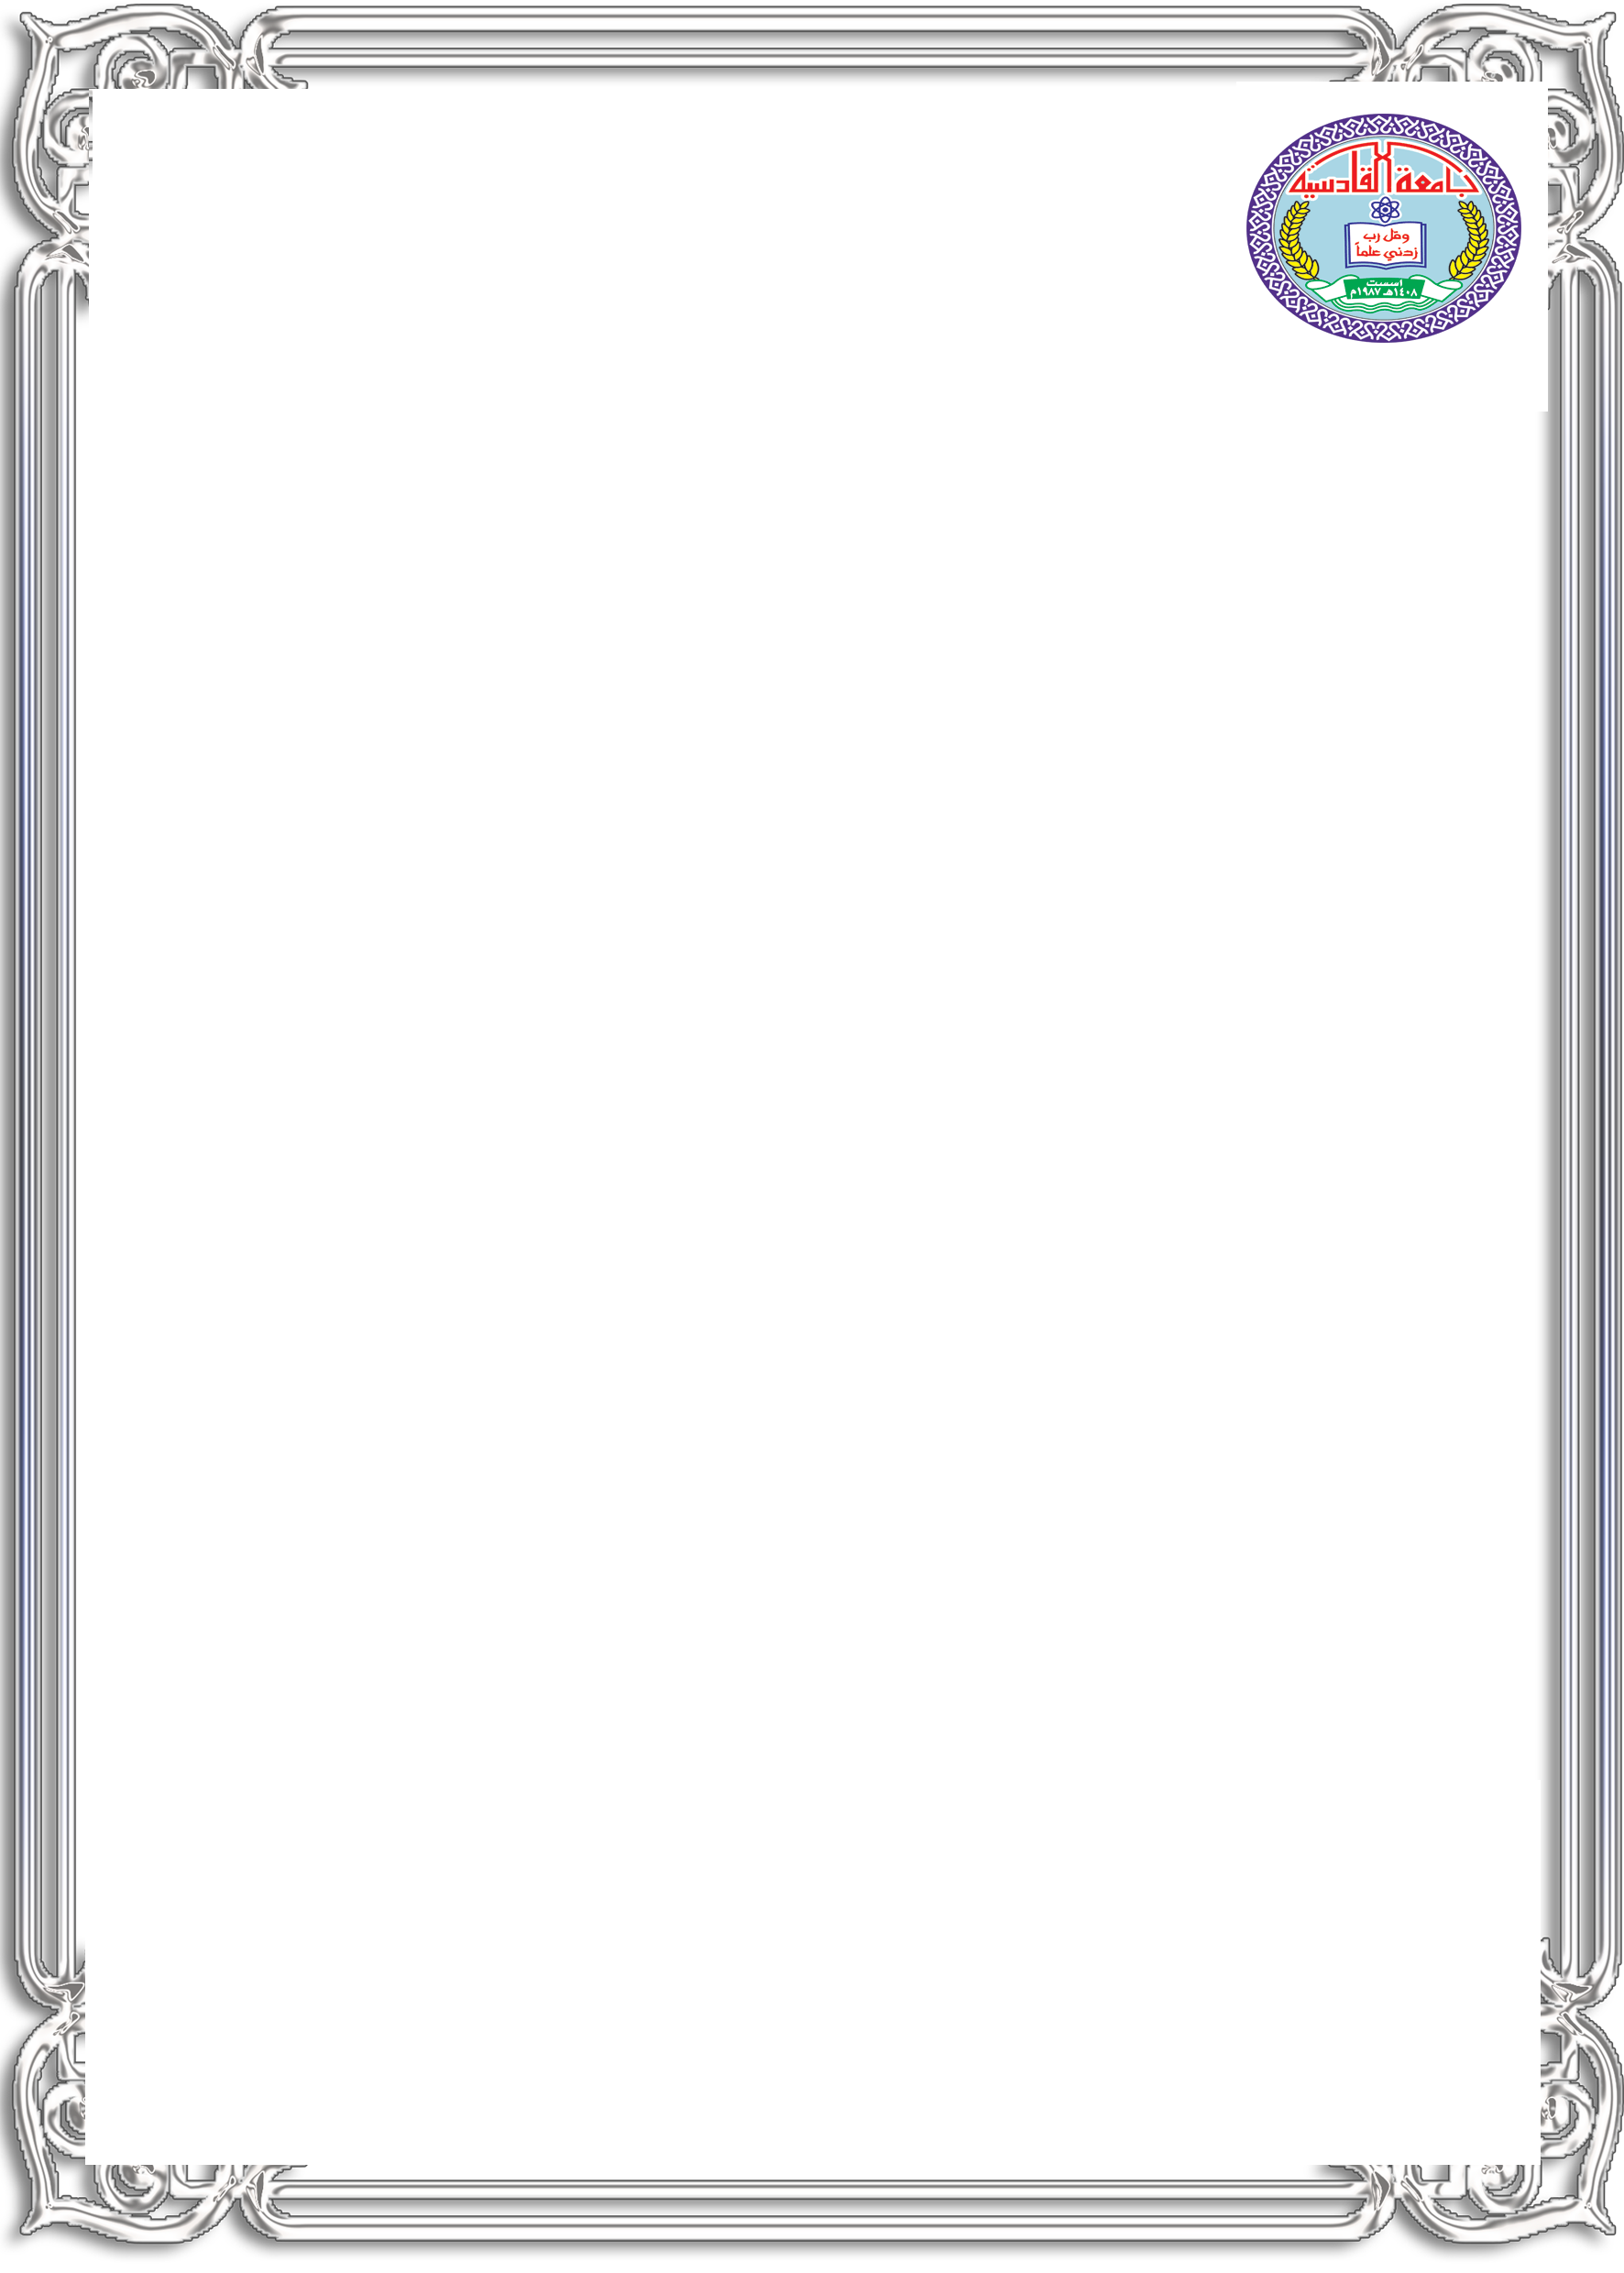 جامعة القادسية
وقل رب
زدني علماً
اسست
١٤٠٨هـ ١٩٨٧م